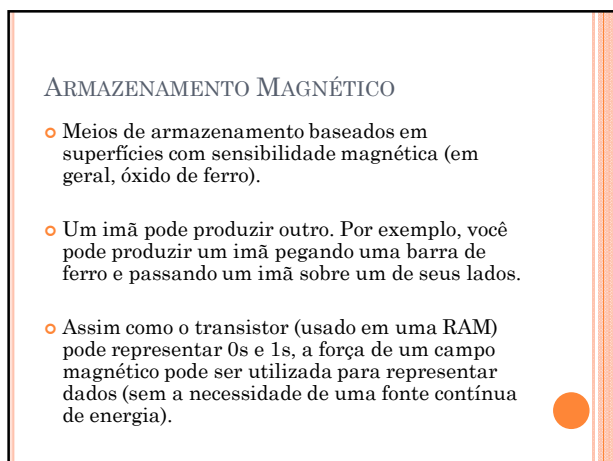 ARMAZENAMENTO MAGNÉTICO
Meios de armazenamento baseados em
superfícies com sensibilidade magnética (em
geral, óxido de ferro).
Um imã pode produzir outro. Por exemplo, você
pode produzir um imã pegando uma barra de
ferro e passando um imã sobre um de seus lados.
Assim como o transistor (usado em uma RAM)
pode representar 0s e 1s, a força de um campo
magnético pode ser utilizada para representar
dados (sem a necessidade de uma fonte contínua
de energia).